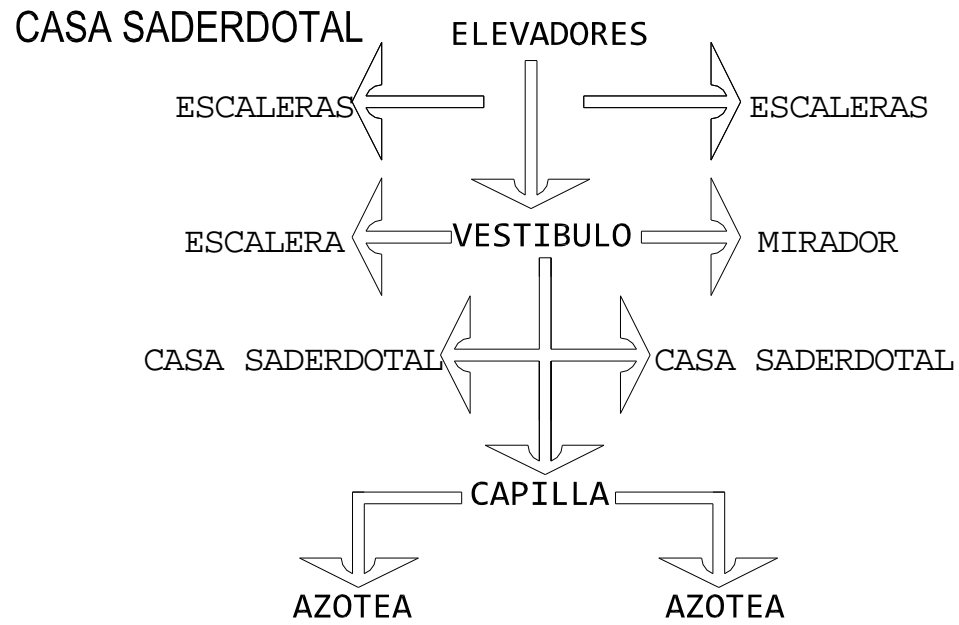 CASA SADERDOTAL
ELEVADORES
ESCALERAS
ESCALERAS
ESCALERA
VESTIBULO
MIRADOR
CASA SADERDOTAL
CASA SADERDOTAL
CAPILLA
AZOTEA
AZOTEA